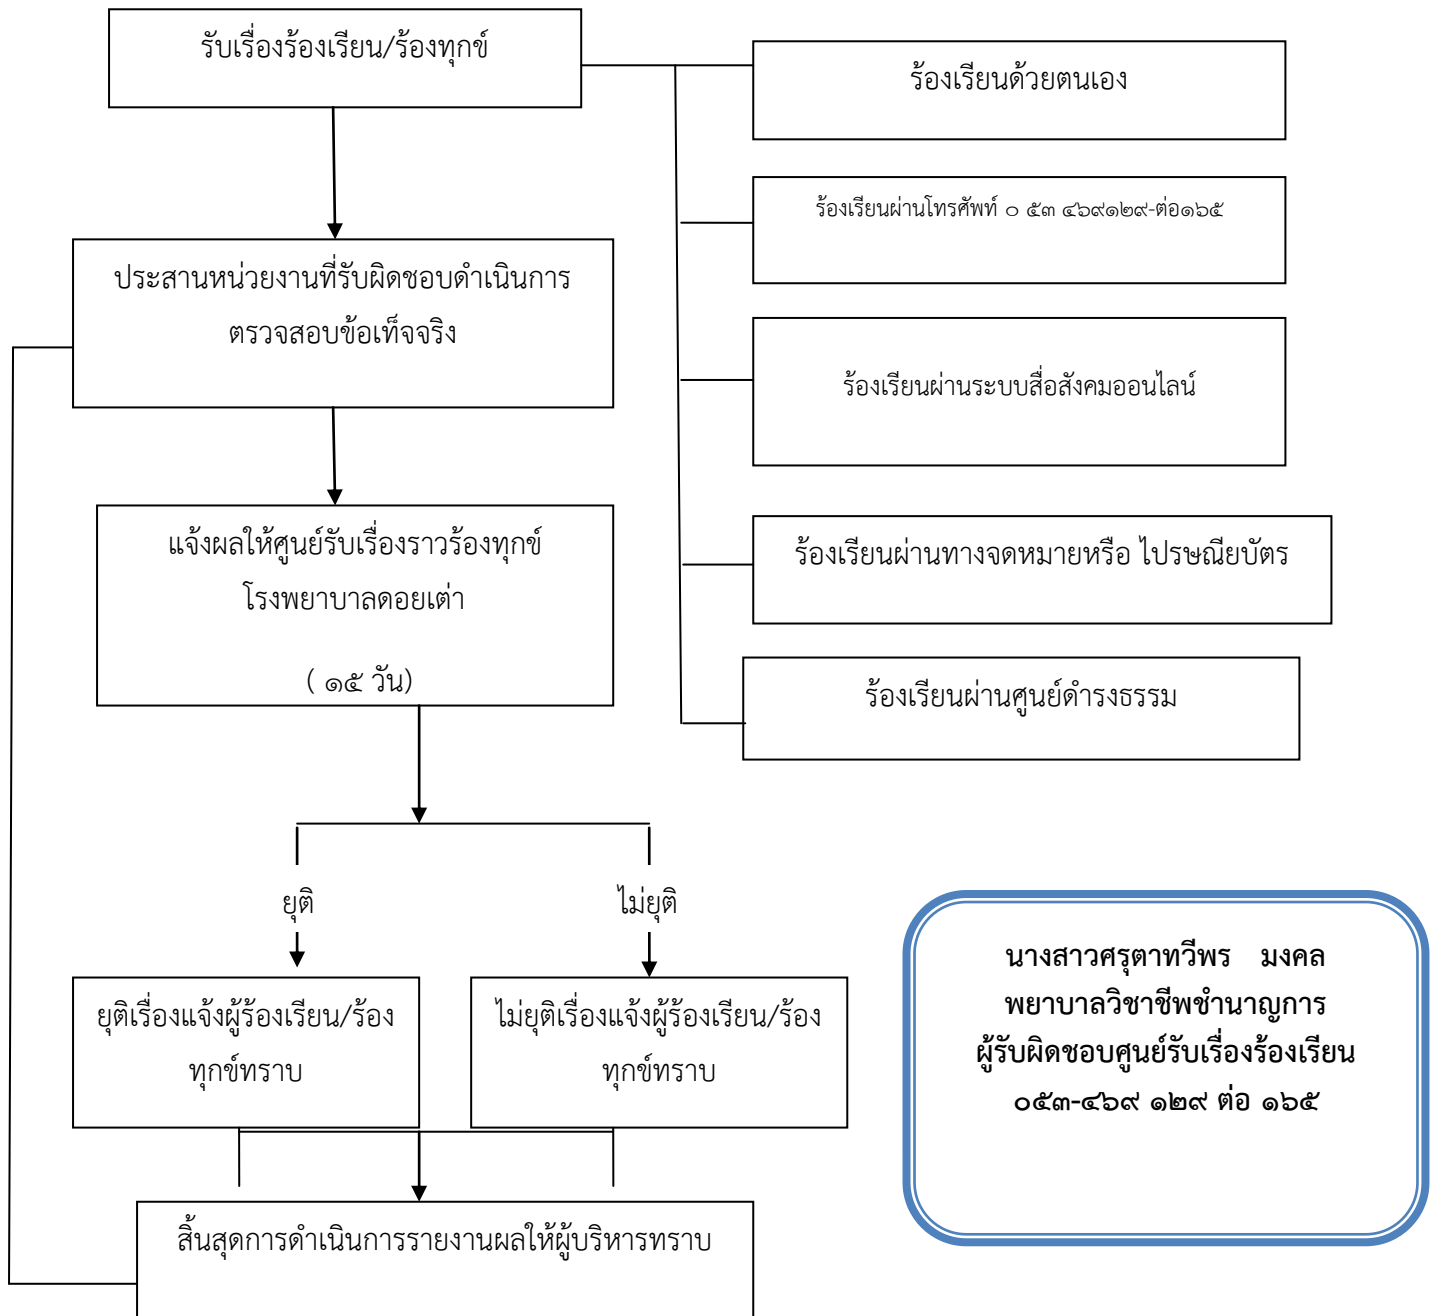 รับเรื่องร้องเรียน/ร้องทุกข์
ร้องเรียนด้วยตนเอง
ร้องเรียนผ่านโทรศัพท์ ๐ ๕๓ ๔๖๙๑๒๙-ต่อ๑๖๕
ประสานหน่วยงานที่รับผิดชอบดำเนินการ
ตรวจสอบข้อเท็จจริง
ร้องเรียนผ่านระบบสื่อสังคมออนไลน์
แจ้งผลให้ศูนย์รับเรื่องราวร้องทุกข์
โรงพยาบาลดอยเต่า
( ๑๕ วัน)
ร้องเรียนผ่านทางจดหมายหรือ ไปรษณียบัตร
ร้องเรียนผ่านศูนย์ดำรงธรรม
ยุติ
ไม่ยุติ
ยุติเรื่องแจ้งผู้ร้องเรียน/ร้อง
ทุกข์ทราบ
ไม่ยุติเรื่องแจ้งผู้ร้องเรียน/ร้อง
ทุกข์ทราบ
สิ้นสุดการดำเนินการรายงานผลให้ผู้บริหารทราบ
นางสาวศรุตาทวีพร มงคล
พยาบาลวิชาชีพชำนาญการ
ผู้รับผิดชอบศูนย์รับเรื่องร้องเรียน
๐๕๓-๔๖๙ ๑๒๙ ต่อ ๑๖๕